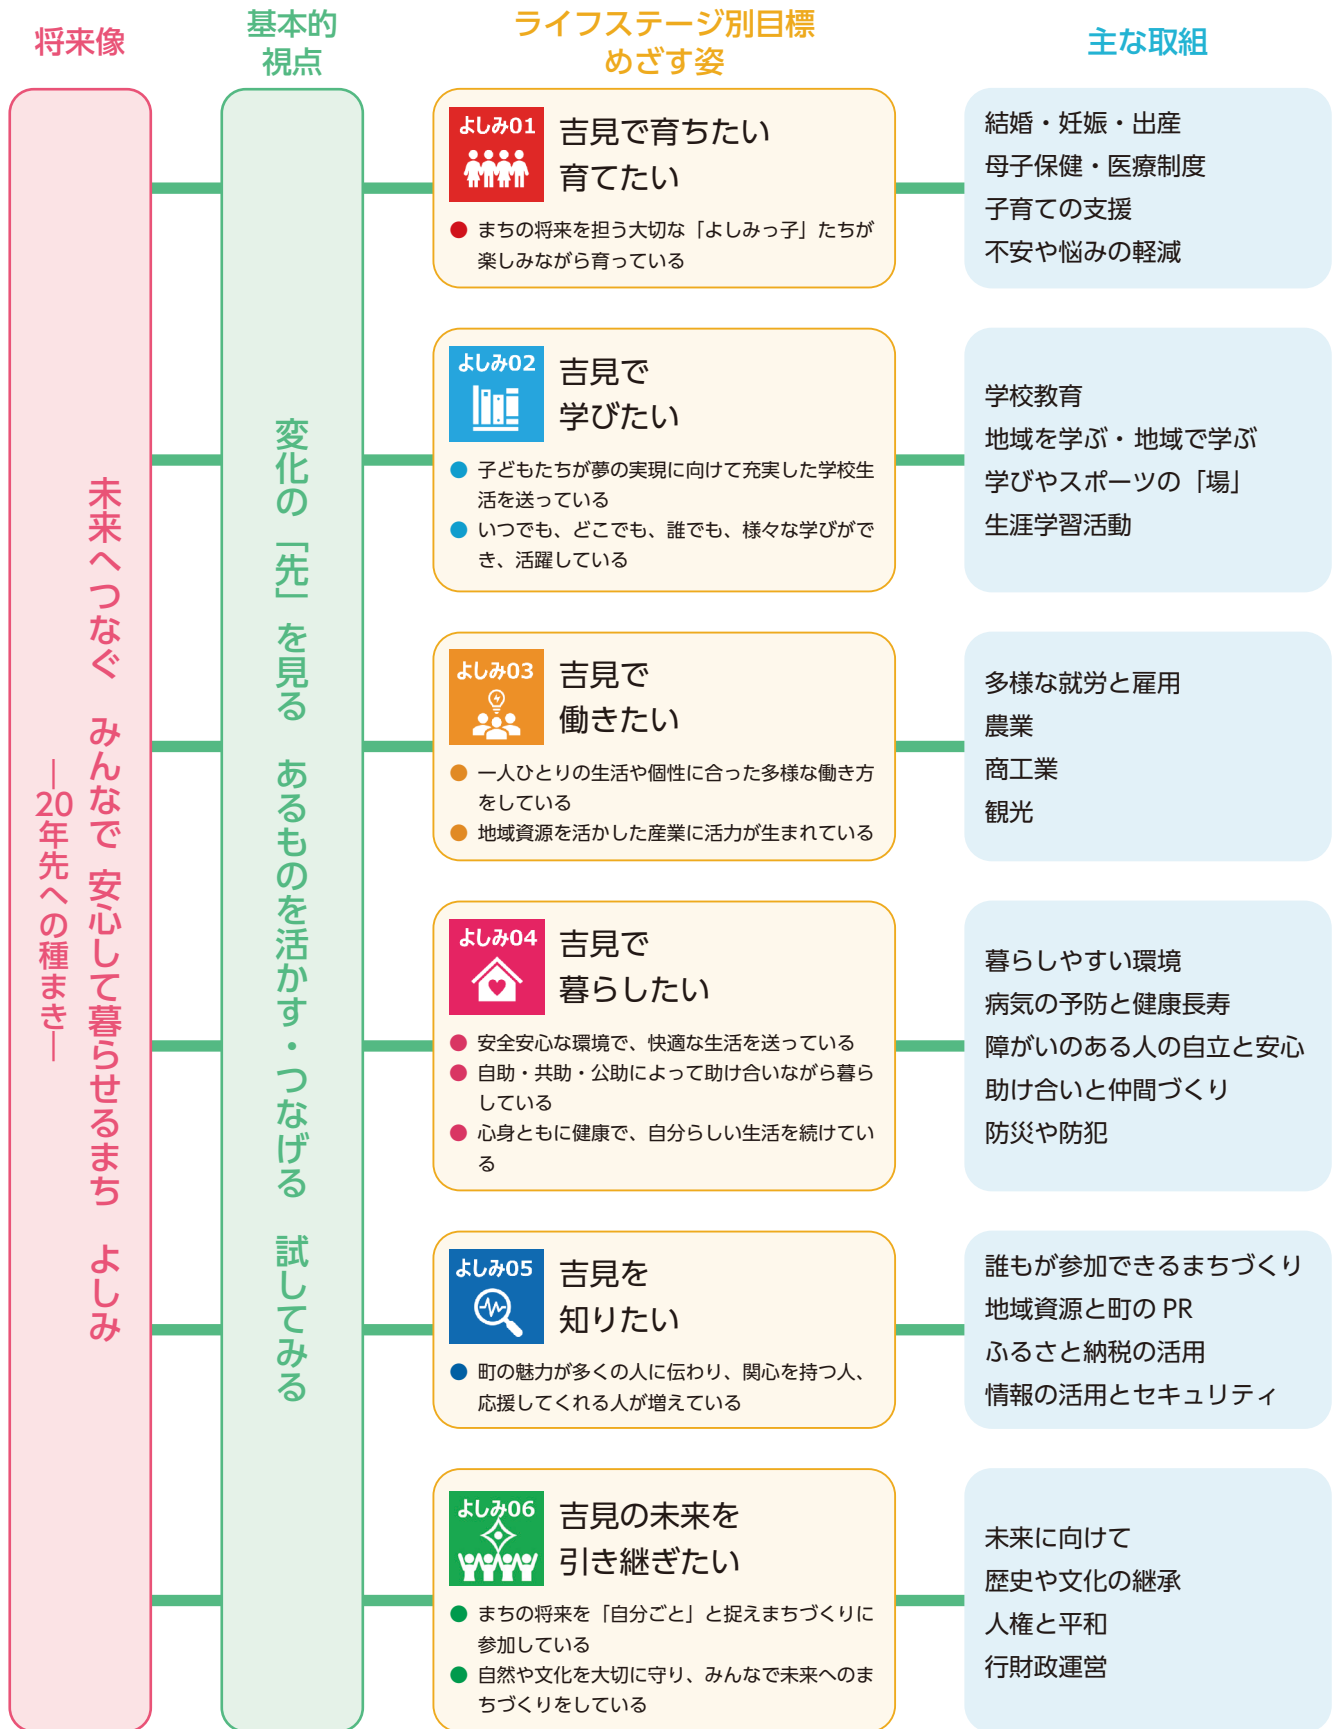 将来像
基本的
視点
ライフステージ別目標
めざす姿
主な取組
未来へつなぐ　みんなで 安心して暮らせるまち　よしみ
―20年先への種まき―
変化の「先」を見る　あるものを活かす・つなげる　試してみる
よしみ01
吉見で育ちたい
育てたい
● まちの将来を担う大切な「よしみっ子」たちが
楽しみながら育っている
結婚・妊娠・出産
母子保健・医療制度
子育ての支援
不安や悩みの軽減
よしみ02
吉見で
学びたい
● 子どもたちが夢の実現に向けて充実した学校生
活を送っている
● いつでも、どこでも、誰でも、様々な学びがで
き、活躍している
学校教育
地域を学ぶ・地域で学ぶ
学びやスポーツの「場」
生涯学習活動
よしみ03
吉見で
働きたい
● 一人ひとりの生活や個性に合った多様な働き方
をしている
● 地域資源を活かした産業に活力が生まれている
多様な就労と雇用
農業
商工業
観光
よしみ04
吉見で
暮らしたい
● 安全安心な環境で、快適な生活を送っている
● 自助・共助・公助によって助け合いながら暮ら
している
● 心身ともに健康で、自分らしい生活を続けてい
る
暮らしやすい環境
病気の予防と健康長寿
障がいのある人の自立と安心
助け合いと仲間づくり
防災や防犯
よしみ05
吉見を
知りたい
● 町の魅力が多くの人に伝わり、関心を持つ人、
応援してくれる人が増えている
誰もが参加できるまちづくり
地域資源と町の PR
ふるさと納税の活用
情報の活用とセキュリティ
よしみ06
吉見の未来を
引き継ぎたい
● まちの将来を「自分ごと」と捉えまちづくりに
参加している
● 自然や文化を大切に守り、みんなで未来へのま
ちづくりをしている
未来に向けて
歴史や文化の継承
人権と平和
行財政運営